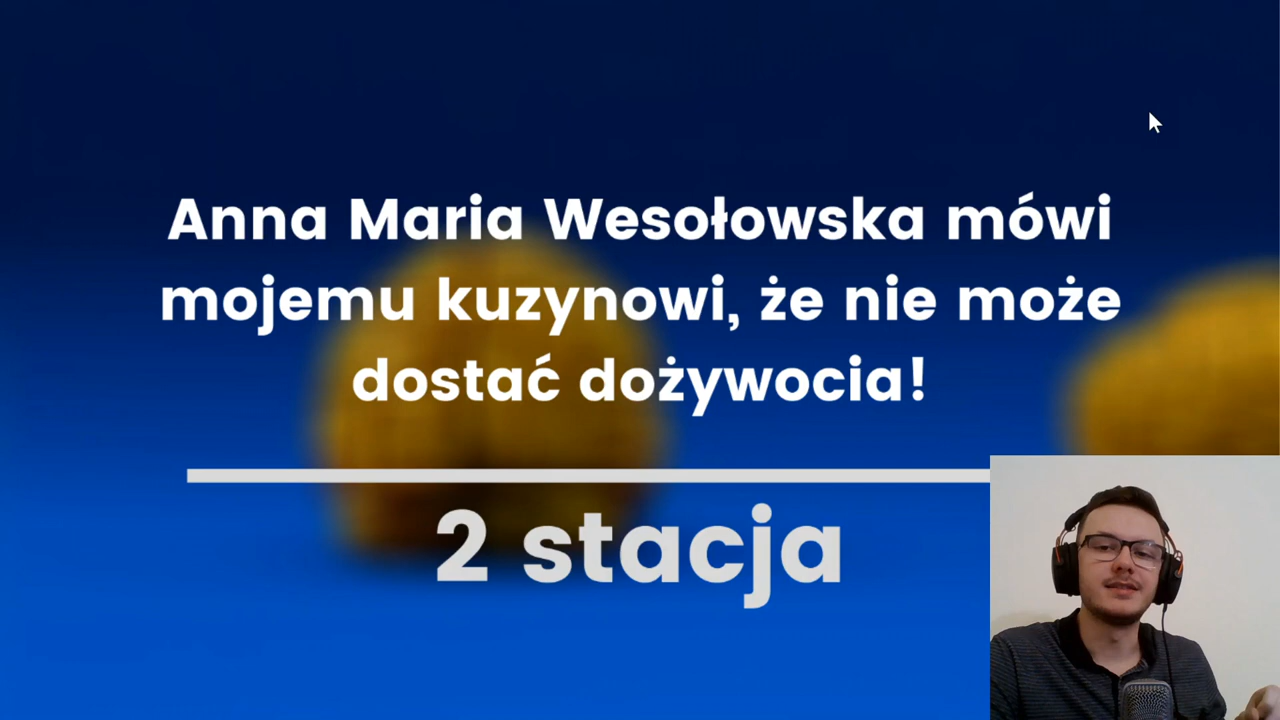 Anna Maria Wesołowska mówi
mojemu kuzynowi, że nie może
dostać dożywocia!
2 stacja